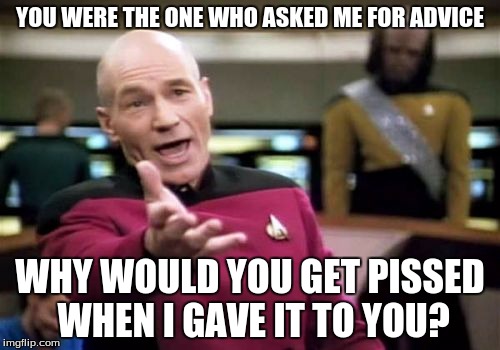 YOU WERE THE ONE WHO ASKED ME FOR ADVICE
WHY WOULD YOU GET PISSED
WHEN I GAVE IT TO YOU?
imgflip.com